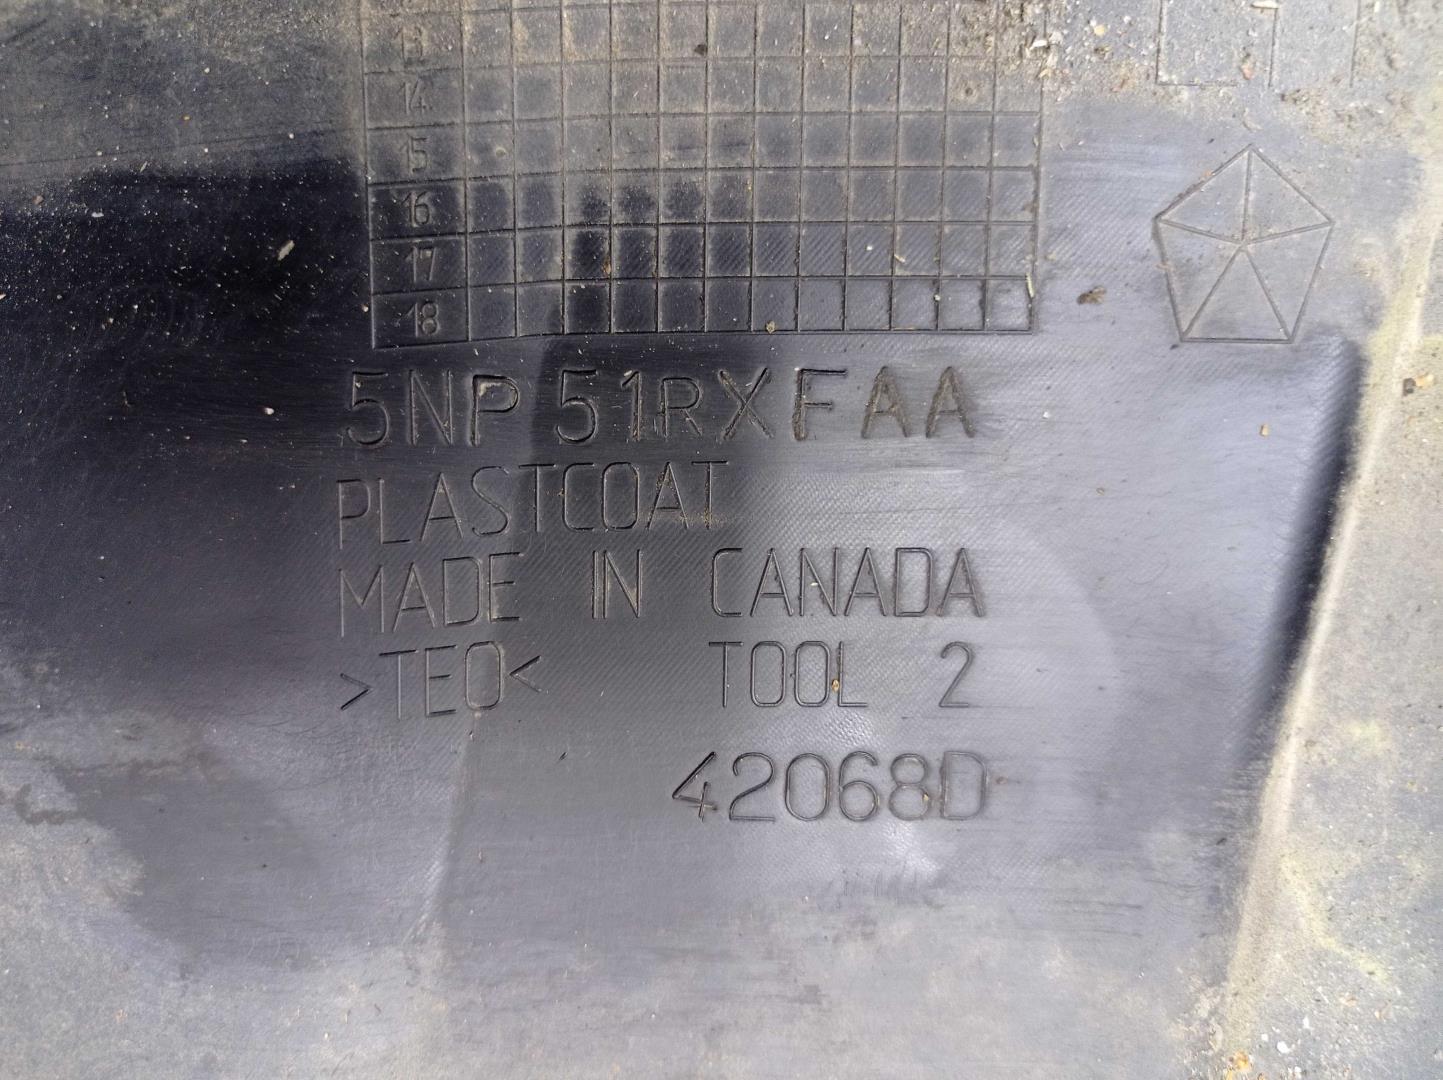 13
14
15
16
17
18
5NP51RXFAA
PLASTCOAT
MADE IN CANADA
>TEO< TOOL 2
42068D